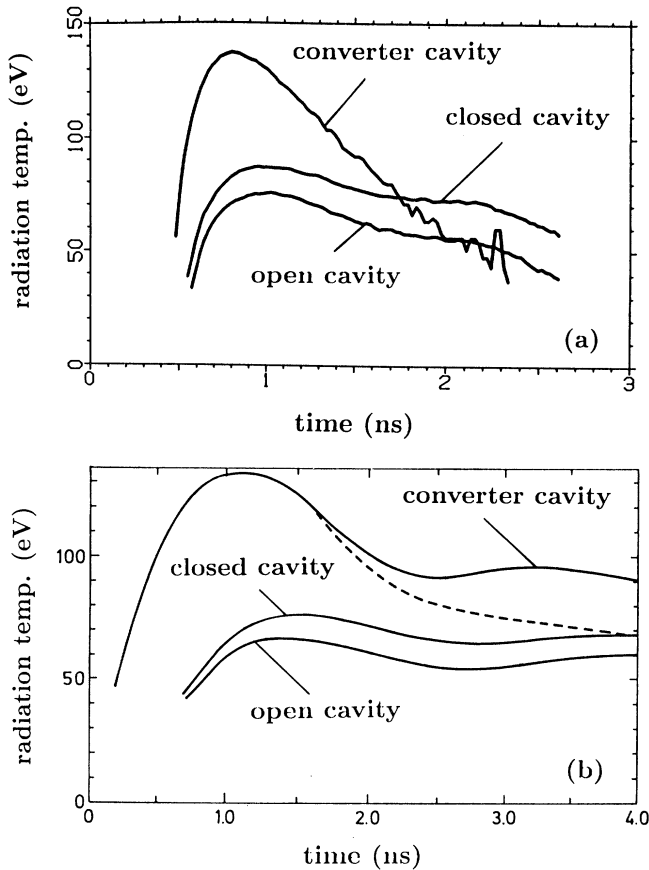 150
converter cavity
closed cavity
100
50
open cavity
(a)
0
0 1 2 3
radiation temp. (eV)
time (ns)
converter cavity
100
closed cavity
50
open cavity
(b)
0
0 1.0 2.0 3.0 4.0
radiation temp. (eV)
time (ns)